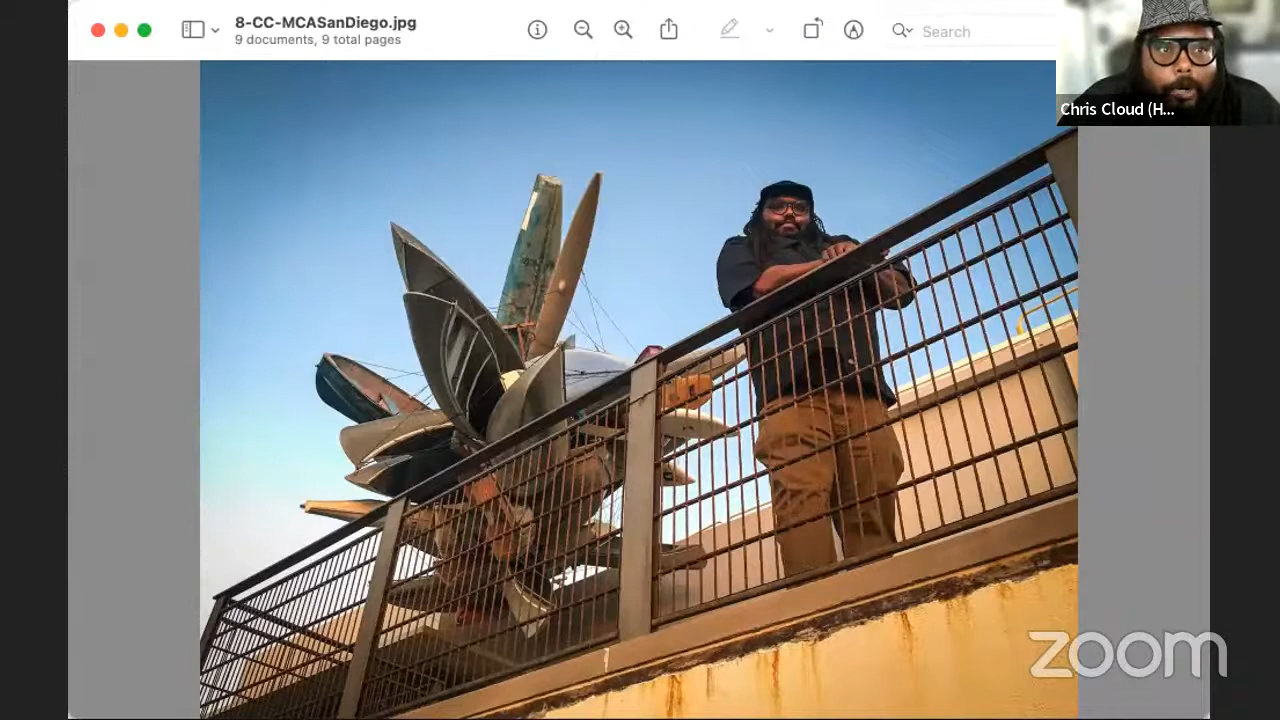 8-CC-MCASanDiego.jpg
9 documents, 9 total pages
Search
Chris Cloud (H...
zoom